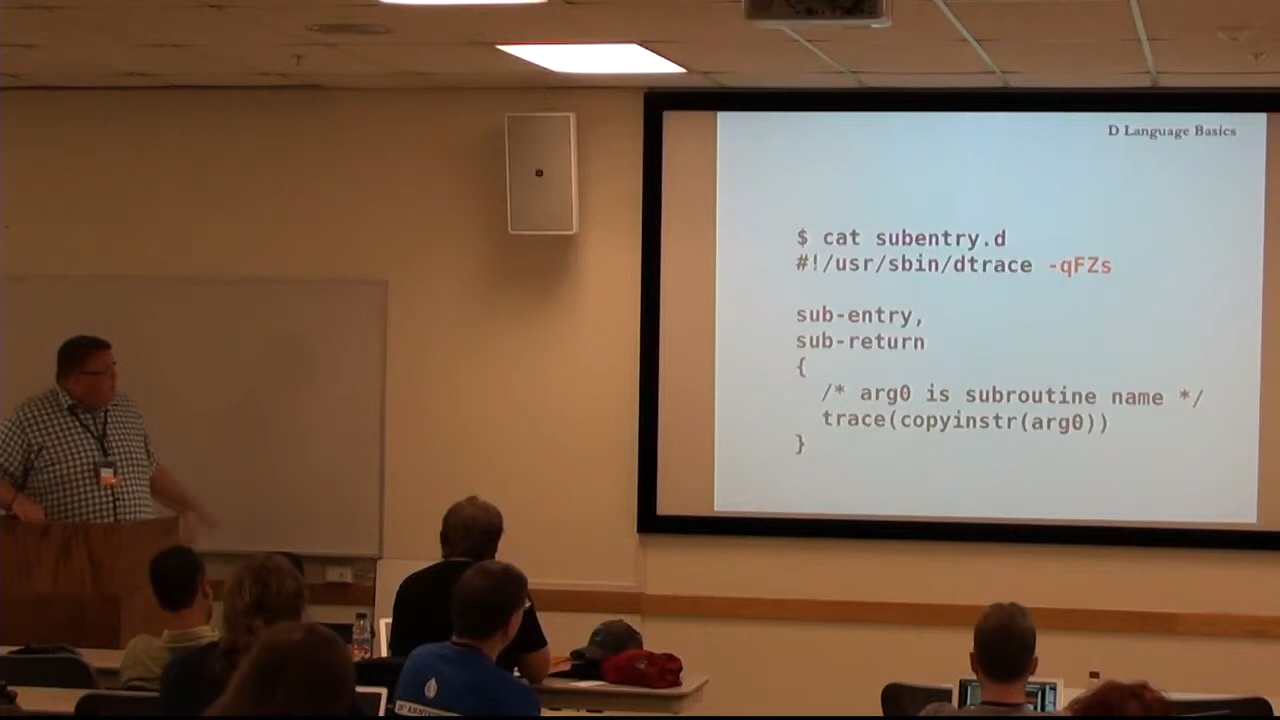 D Language Basics
$ cat subentry.d
#!/usr/sbin/dtrace -qFZs
sub-entry,
sub-return
{
/* arg0 is subroutine name */
trace(copyinstr(arg0))
}